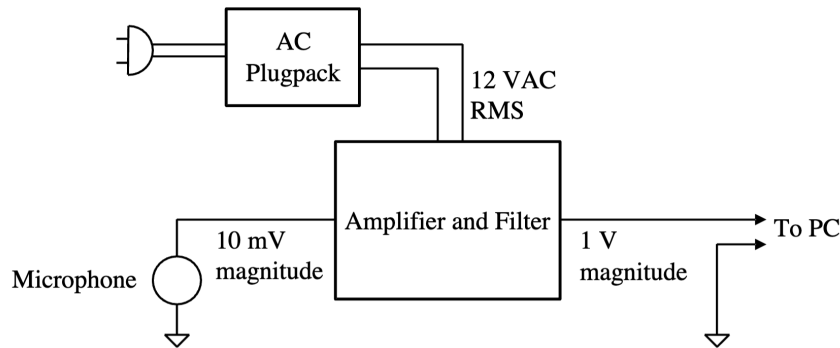 AC
Plugpack
12 VAC
RMS
Amplifier and Filter
To PC
10 mV
magnitude
1 V
magnitude
Microphone